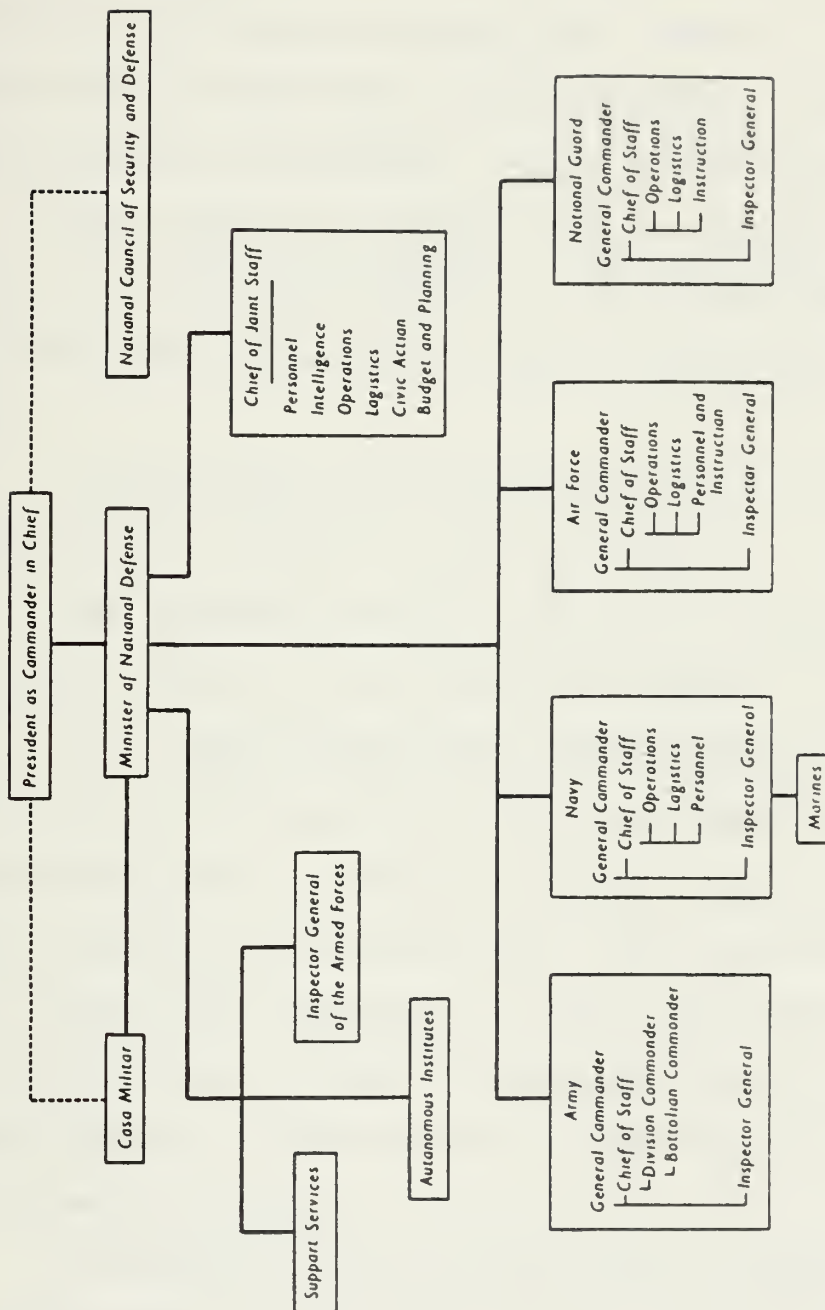 President as Commander in Chief
Casa Militar
Minister of National Defense
National Council of Security and Defense
Support Services
Inspector General
of the Armed Forces
Autonomous Institutes
Chief of Joint Staff
Personnel
Intelligence
Operations
Logistics
Civic Action
Budget and Planning
Army
General Commander
Chief of Staff
Division Commander
Battalian Commander
Inspector General
Navy
General Commander
Chief of Staff
Operations
Logistics
Personnel
Inspector General
Marines
Air Force
General Commander
Chief of Staff
Operations
Logistics
Personnel and
Instruction
Inspector General
National Guard
General Commander
Chief of Staff
Operations
Logistics
Instruction
Inspector General